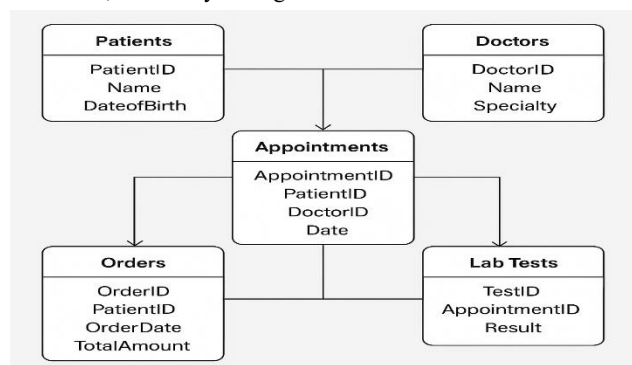 Patients
PatientID
Name
DateofBirth
Doctors
DoctorID
Name
Specialty
Appointments
AppointmentID
PatientID
DoctorID
Date
Orders
OrderID
PatientID
OrderDate
TotalAmount
Lab Tests
TestID
AppointmentID
Result